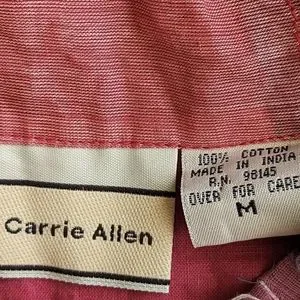 Carrie Allen
100% COTTON
MADE IN INDIA
R.N. 98145
OVER FOR CARE
M